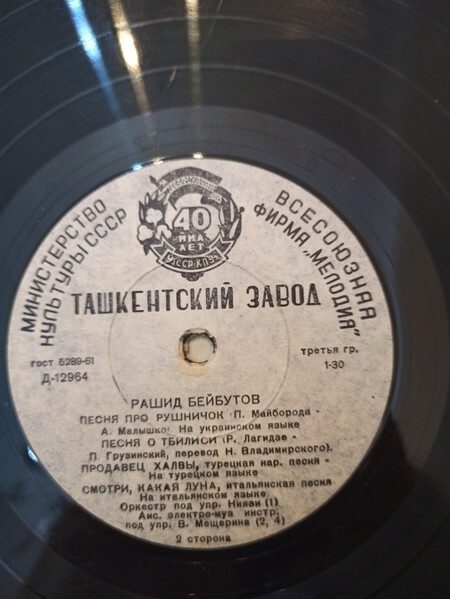 МИНИСТЕРСТВО
КУЛЬТУРЫ СССР
40
ЛЕТ
ВСЕСОЮЗНАЯ
ФИРМА „МЕЛОДИЯ"
ТАШКЕНТСКИЙ ЗАВОД
гост 5289-61
Д-12964
третья гр.
1-30
РАШИД БЕЙБУТОВ
ПЕСНЯ ПРО РУШНИЧОК (П. Майборода -
А. Малышко) На украинском языке
ПЕСНЯ О ТБИЛИСИ (Р. Лагидзе -
П. Грузинский, перевод Н. Владимирского).
ПРОДАВЕЦ ХАЛВЫ, турецкая нар. песня -
На турецком языке
СМОТРИ, КАКАЯ ЛУНА, итальянская песня
На итальянском языке
Оркестр под упр. Ниязи (1)
Анс. электро-муз инстр.
под упр. В. Мещерина (2, 4)
2 сторона